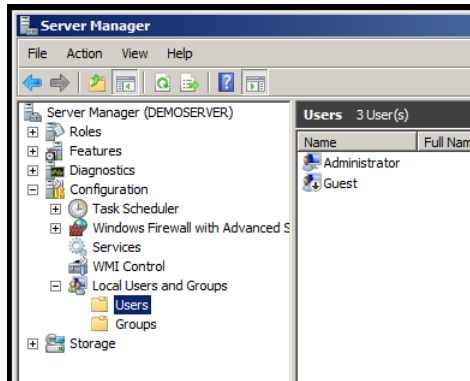 Server Manager
File Action View Help
Server Manager (DEMOSERVER)
Roles
Features
Diagnostics
Configuration
Task Scheduler
Windows Firewall with Advanced S
Services
WMI Control
Local Users and Groups
Users
Groups
Storage
Users 3 User(s)
Name Full Nam
Administrator
Guest